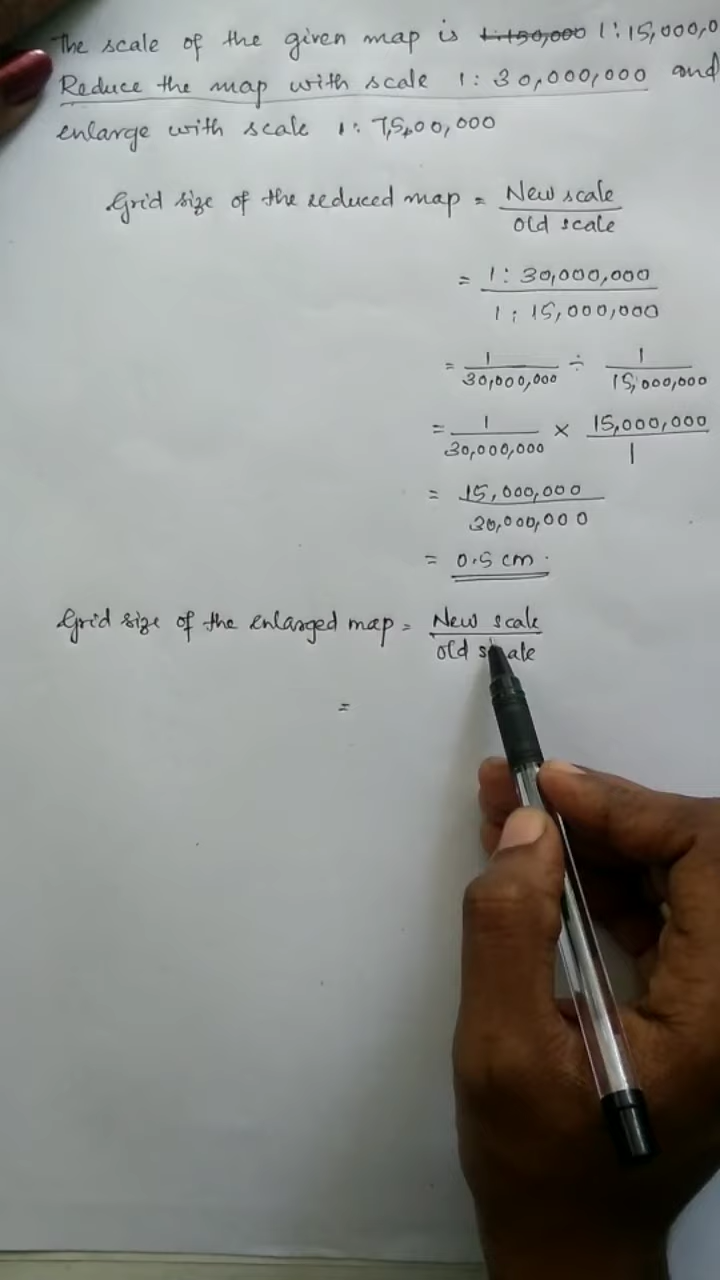 The scale of the given map is 1:150,000 1:15,000,0
Reduce the map with scale 1:30,000,000 and
enlarge with scale 1:7,5,00,000
Grid size of the reduced map = New scale
Old scale
= 1:30,000,000
1:15,000,000
= 1/30,000,000 ÷ 1/15,000,000
= 1/30,000,000 × 15,000,000/1
= 15,000,000
30,000,000
= 0.5 cm.
Grid size of the enlarged map = New scale
old scale
=